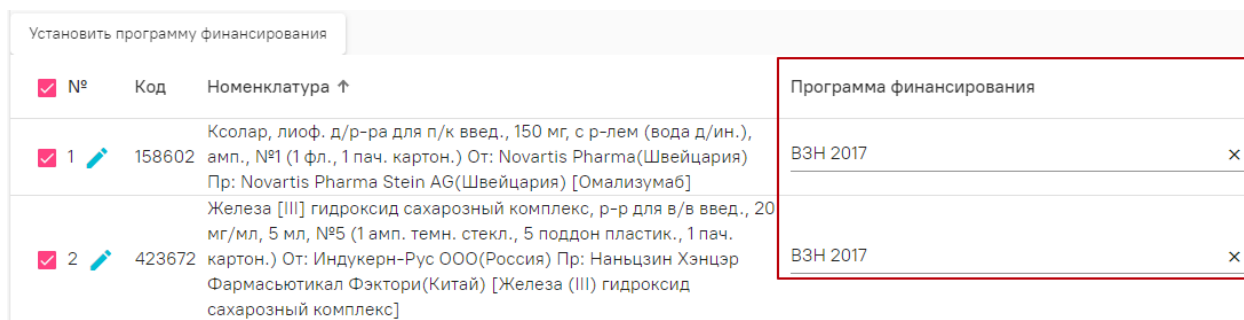 Установить программу финансирования
№ Код Номенклатура ↑ Программа финансирования
Ксолар, лиоф. д/р-ра для п/к введ., 150 мг, с р-лем (вода д/ин.),
1 158602 амп., №1 (1 фл., 1 пач. картон.) От: Novartis Pharma(Швейцария) ВЗН 2017 ×
Пр: Novartis Pharma Stein AG(Швейцария) [Омализумаб]
Железа [III] гидроксид сахарозный комплекс, р-р для в/в введ., 20
мг/мл, 5 мл, №5 (1 амп. темн. стекл., 5 поддон пластик., 1 пач.
2 423672 картон.) От: Индукерн-Рус ООО(Россия) Пр: Наньцзин Хэнцэр ВЗН 2017 ×
Фармасьютикал Фэктори(Китай) [Железа (III) гидроксид
сахарозный комплекс]